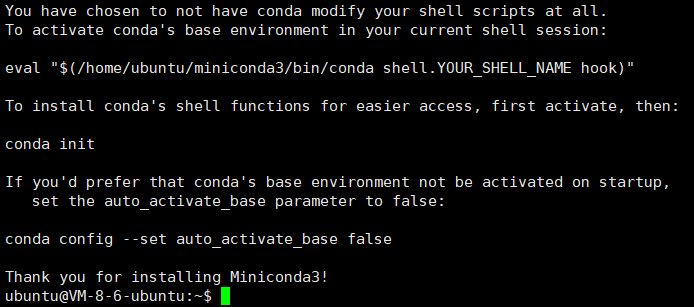 You have chosen to not have conda modify your shell scripts at all.
To activate conda's base environment in your current shell session:
eval "$(/home/ubuntu/miniconda3/bin/conda shell.YOUR_SHELL_NAME hook)"
To install conda's shell functions for easier access, first activate, then:
conda init
If you'd prefer that conda's base environment not be activated on startup,
   set the auto_activate_base parameter to false:
conda config --set auto_activate_base false
Thank you for installing Miniconda3!
ubuntu@VM-8-6-ubuntu:~$